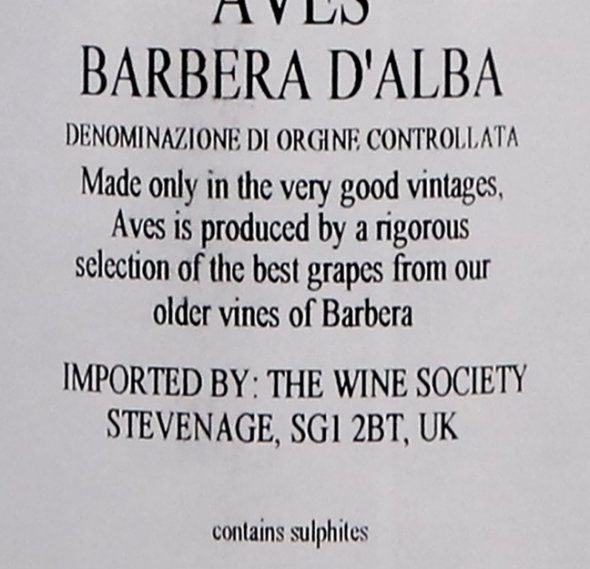 AVES
BARBERA D'ALBA
DENOMINAZIONE DI ORGINE CONTROLLATA
Made only in the very good vintages,
Aves is produced by a rigorous
selection of the best grapes from our
older vines of Barbera
IMPORTED BY: THE WINE SOCIETY
STEVENAGE, SG1 2BT, UK
contains sulphites